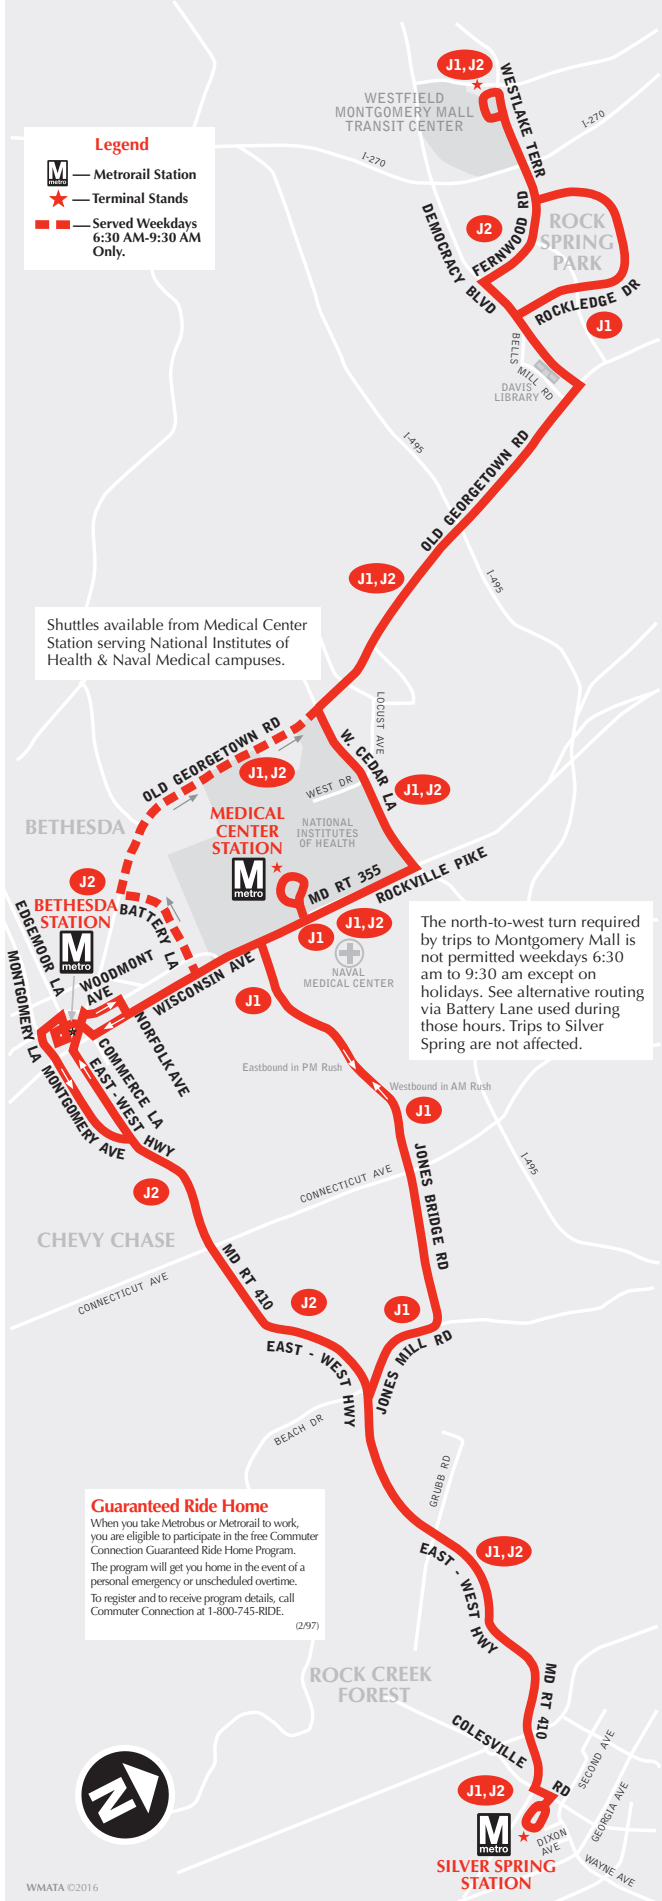 J1, J2
WESTLAKE TERR
WESTFIELD
MONTGOMERY MALL
TRANSIT CENTER
I-270
I-270
Legend
M metro — Metrorail Station
— Terminal Stands
— Served Weekdays
6:30 AM-9:30 AM
Only.
DEMOCRACY BLVD
J2
FERNWOOD RD
ROCK
SPRING
PARK
ROCKLEDGE DR
J1
BELLS MILL RD
DAVIS
LIBRARY
I-495
OLD GEORGETOWN RD
J1, J2
I-495
Shuttles available from Medical Center
Station serving National Institutes of
Health & Naval Medical campuses.
LOCUST AVE
OLD GEORGETOWN RD
W. CEDAR LA
J1, J2
WEST DR
J1, J2
BETHESDA
MEDICAL
CENTER
STATION
M
metro
NATIONAL
INSTITUTES
OF HEALTH
MD RT 355
ROCKVILLE PIKE
J2
BETHESDA
STATION
M
metro
BATTERY LA
EDGEMOOR LA
J1, J2
J1
NAVAL
MEDICAL CENTER
The north-to-west turn required
by trips to Montgomery Mall is
not permitted weekdays 6:30
am to 9:30 am except on
holidays. See alternative routing
via Battery Lane used during
those hours. Trips to Silver
Spring are not affected.
WOODMONT
AVE
WISCONSIN AVE
J1
MONTGOMERY LA
NORFOLK AVE
COMMERCE LA
EAST-WEST HWY
MONTGOMERY AVE
Eastbound in PM Rush
Westbound in AM Rush
J1
JONES BRIDGE RD
I-495
J2
CONNECTICUT AVE
CHEVY CHASE
CONNECTICUT AVE
MD RT 410
J2
J1
EAST - WEST HWY
JONES MILL RD
BEACH DR
GRUBB RD
Guaranteed Ride Home
When you take Metrobus or Metrorail to work,
you are eligible to participate in the free Commuter
Connection Guaranteed Ride Home Program.
The program will get you home in the event of a
personal emergency or unscheduled overtime.
To register and to receive program details, call
Commuter Connection at 1-800-745-RIDE.
(2/97)
J1, J2
EAST - WEST HWY
ROCK CREEK
FOREST
MD RT 410
COLESVILLE RD
SECOND AVE
GEORGIA AVE
J1, J2
M
metro
DIXON
AVE
WAYNE AVE
SILVER SPRING
STATION
N
WMATA ©2016